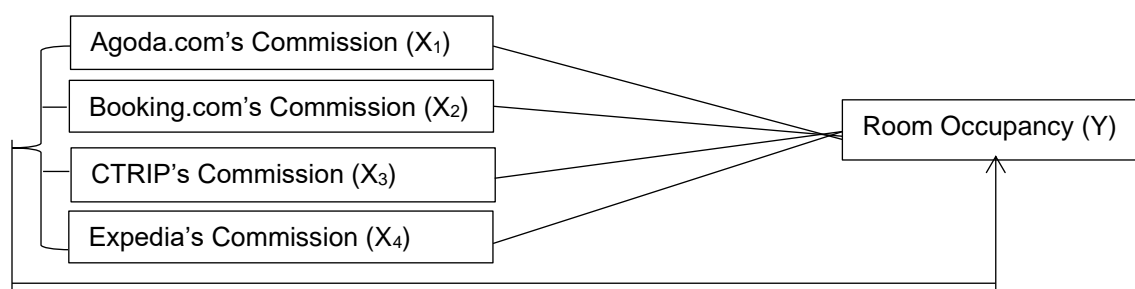 Agoda.com’s Commission (X₁)
Booking.com’s Commission (X₂)
CTRIP’s Commission (X₃)
Expedia’s Commission (X₄)
Room Occupancy (Y)